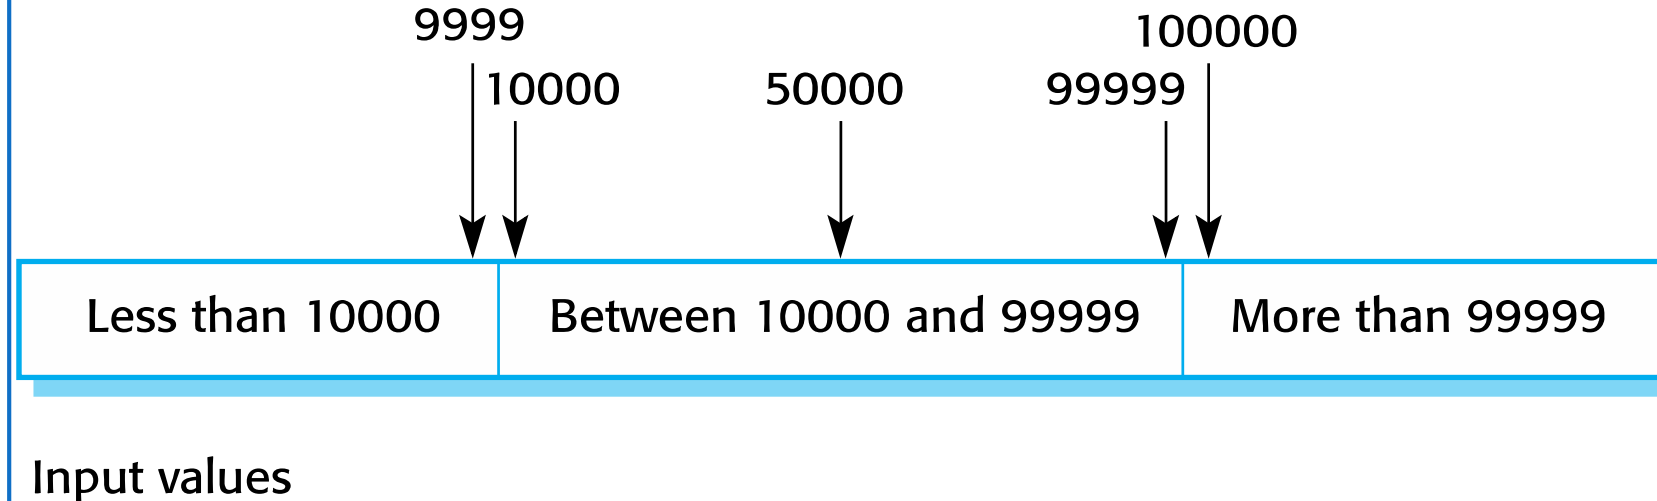 9999
100000
10000
50000
99999
Less than 10000
Between 10000 and 99999
More than 99999
Input values